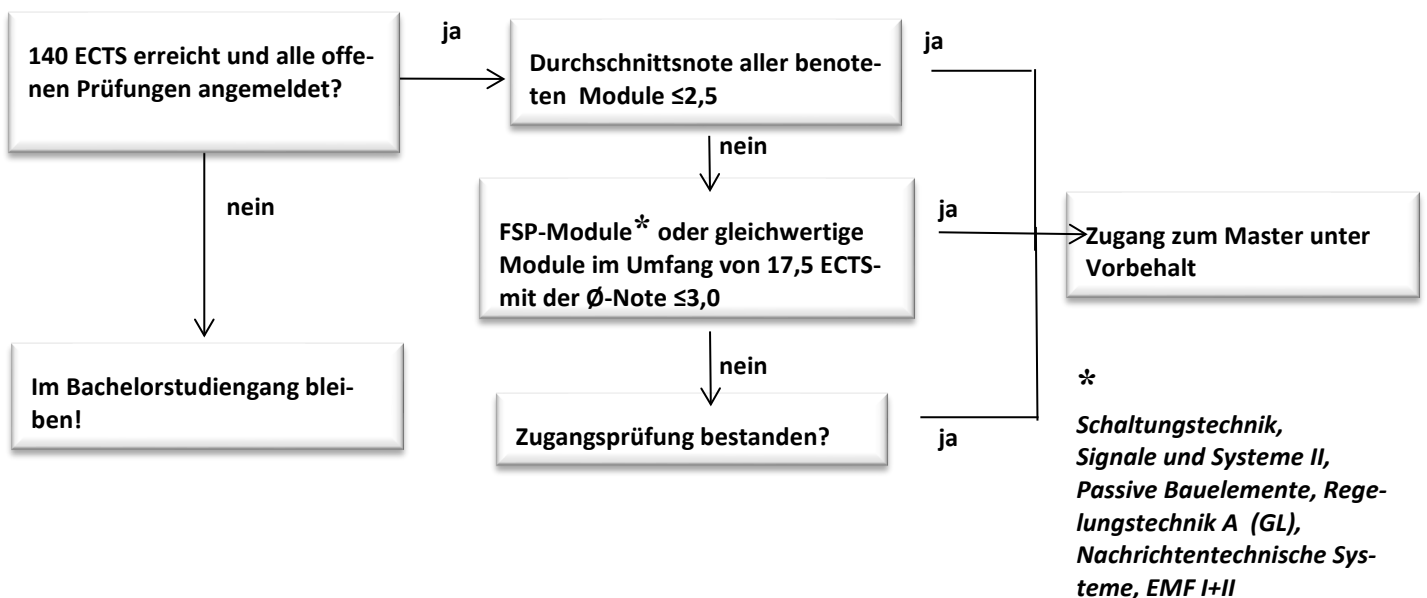 140 ECTS erreicht und alle offe-
nen Prüfungen angemeldet?
ja
Durchschnittsnote aller benote-
ten Module ≤2,5
ja
nein
nein
FSP-Module* oder gleichwertige
Module im Umfang von 17,5 ECTS-
mit der Ø-Note ≤3,0
ja
Zugang zum Master unter
Vorbehalt
nein
Im Bachelorstudiengang blei-
ben!
Zugangsprüfung bestanden?
ja
*
Schaltungstechnik,
Signale und Systeme II,
Passive Bauelemente, Rege-
lungstechnik A (GL),
Nachrichtentechnische Sys-
teme, EMF I+II